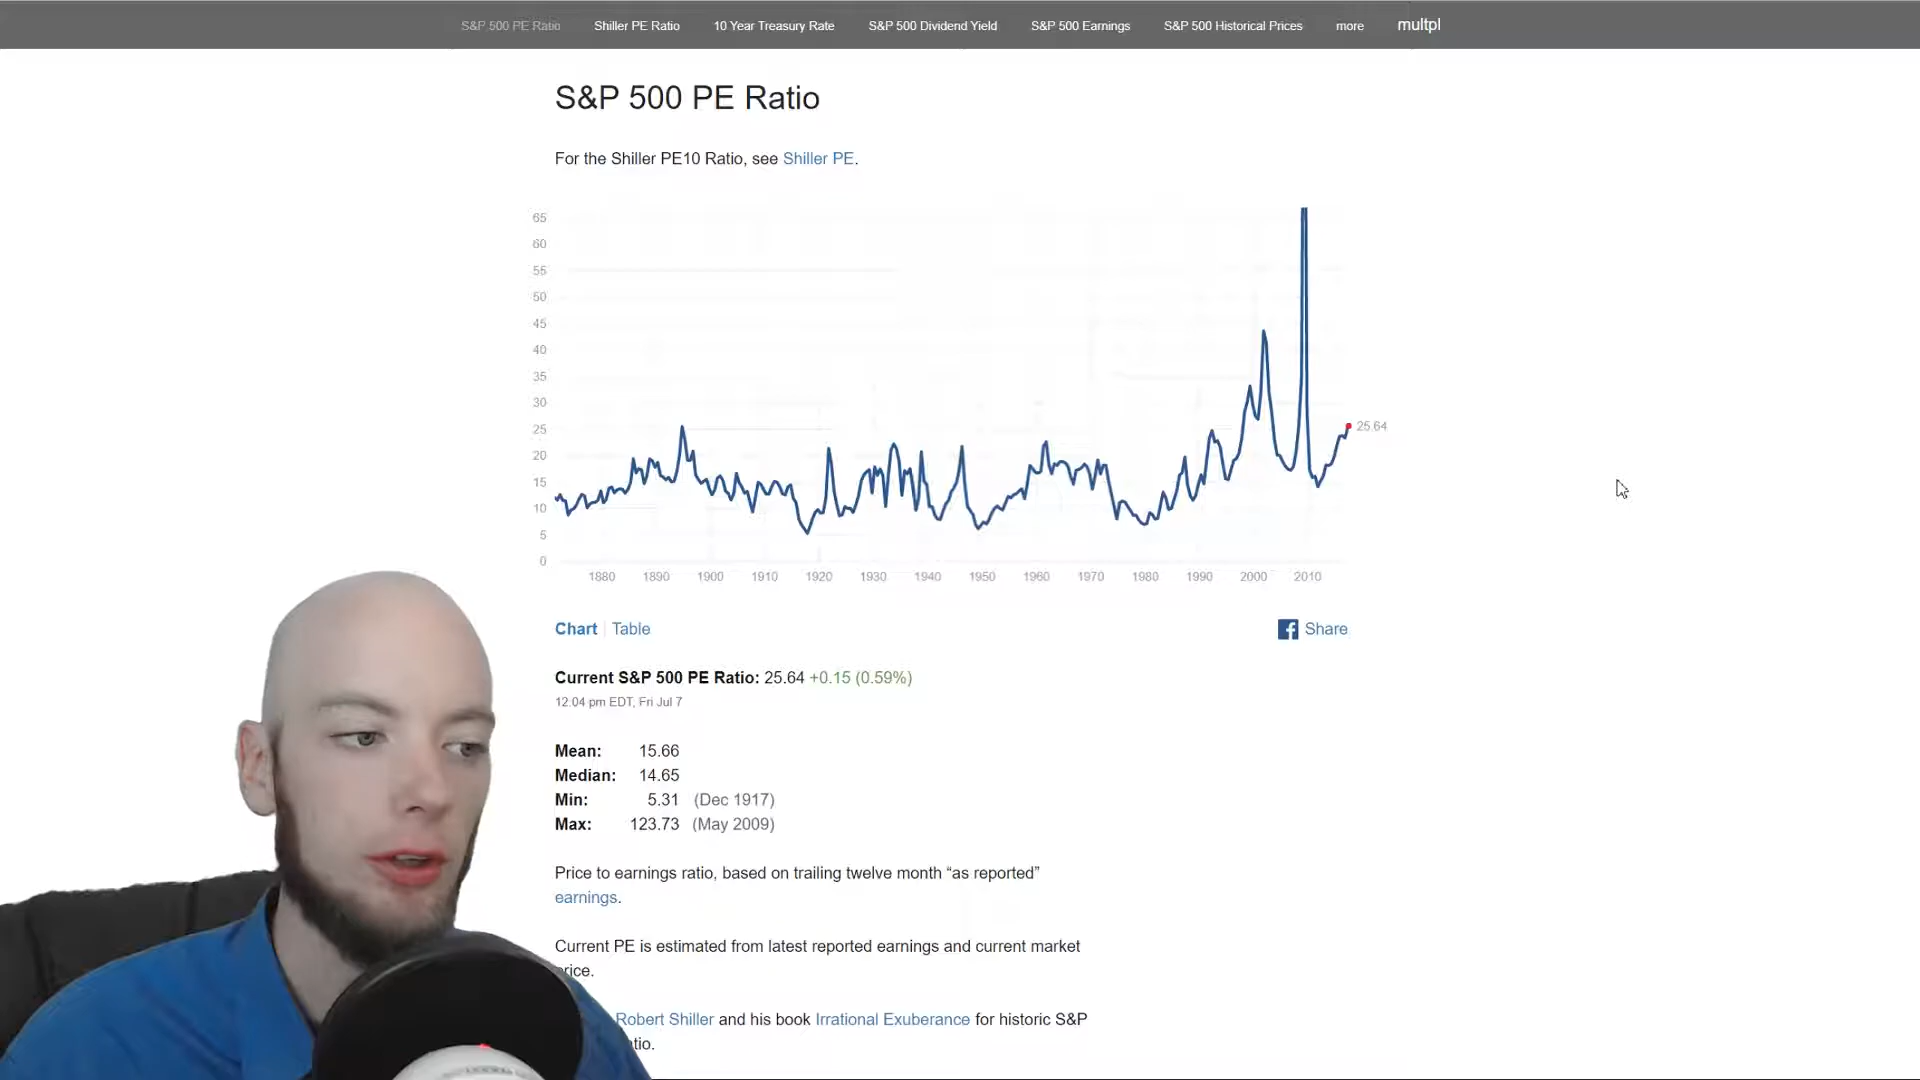 S&P 500 PE Ratio Shiller PE Ratio 10 Year Treasury Rate S&P 500 Dividend Yield S&P 500 Earnings S&P 500 Historical Prices more multpl
S&P 500 PE Ratio
For the Shiller PE10 Ratio, see Shiller PE.
65
60
55
50
45
40
35
30
25
20
15
10
5
0
25.64
1880 1890 1900 1910 1920 1930 1940 1950 1960 1970 1980 1990 2000 2010
Chart Table Share
Current S&P 500 PE Ratio: 25.64 +0.15 (0.59%)
12.04 pm EDT, Fri Jul 7
Mean: 15.66
Median: 14.65
Min: 5.31 (Dec 1917)
Max: 123.73 (May 2009)
Price to earnings ratio, based on trailing twelve month “as reported”
earnings.
Current PE is estimated from latest reported earnings and current market
rice.
Robert Shiller and his book Irrational Exuberance for historic S&P
tio.